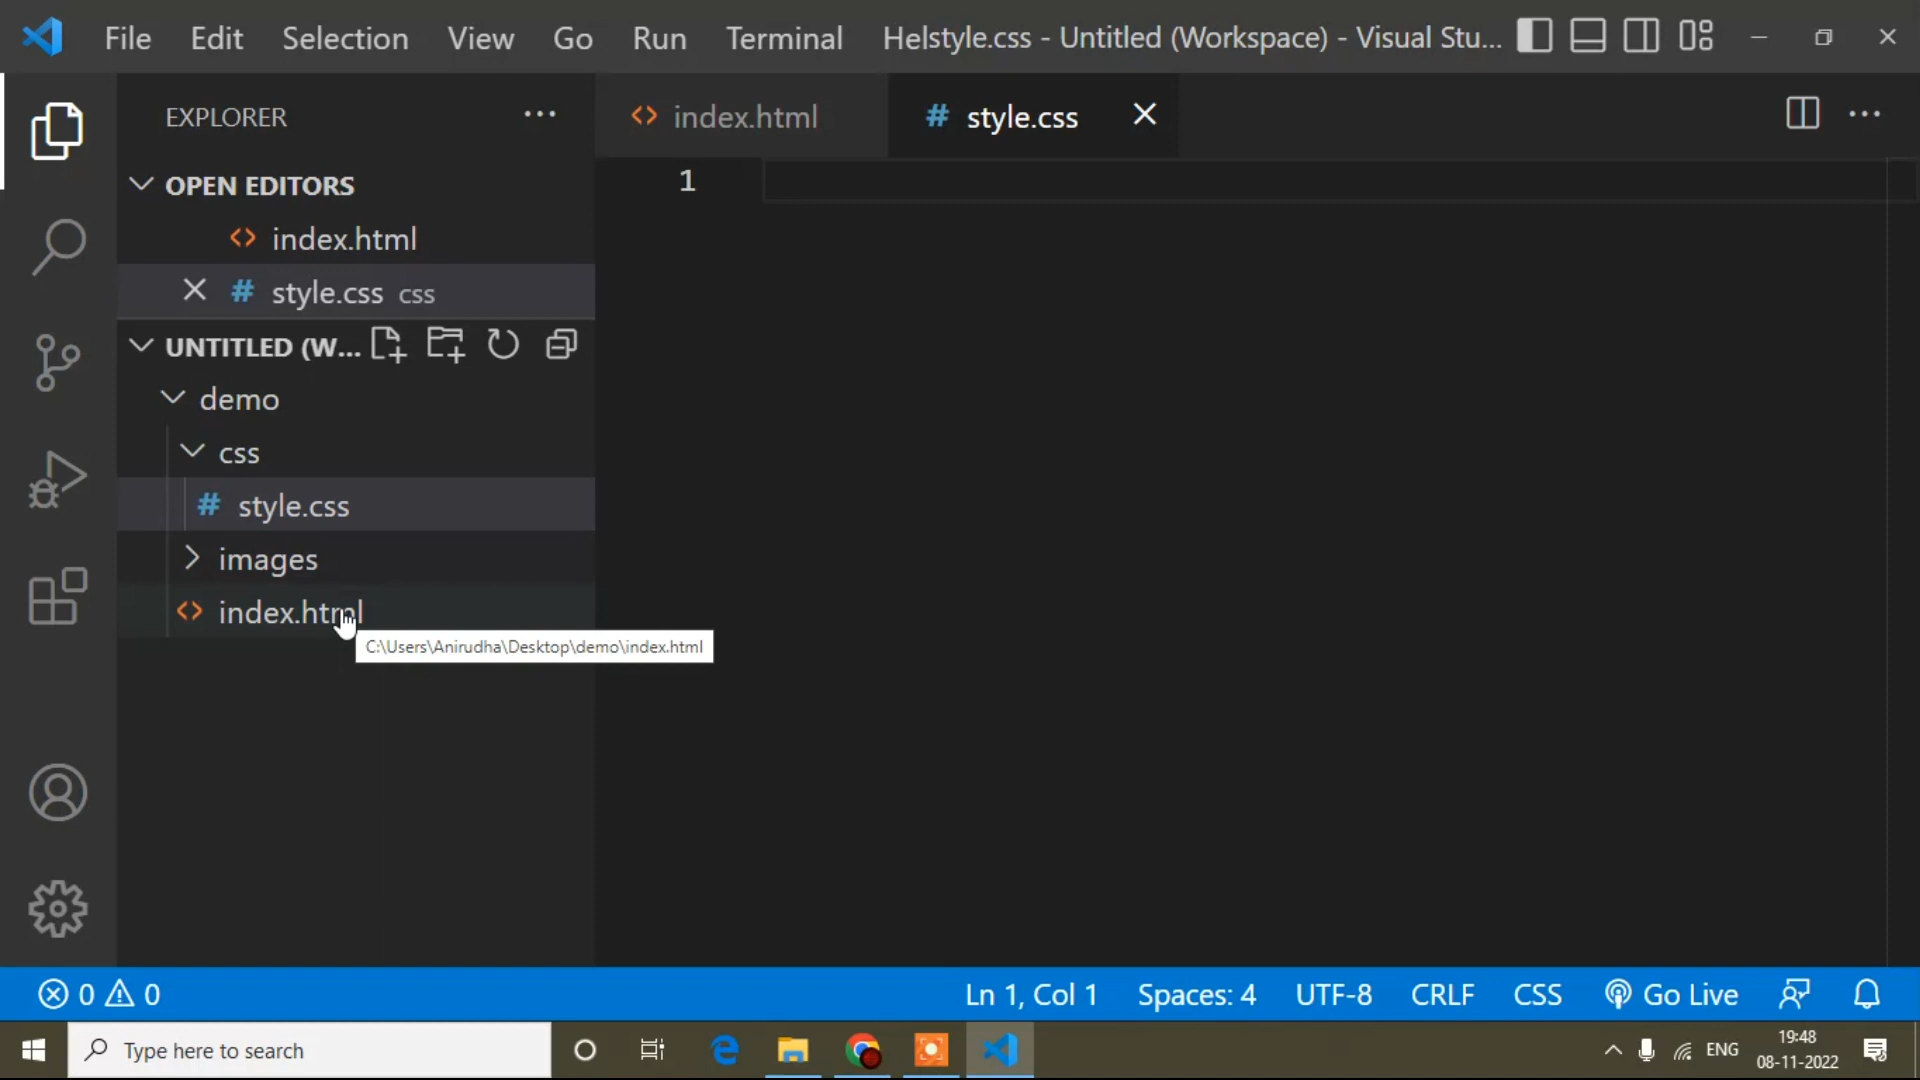 File Edit Selection View Go Run Terminal Hel style.css - Untitled (Workspace) - Visual Stu...
EXPLORER
index.html
style.css
OPEN EDITORS
1
index.html
style.css css
UNTITLED (W...
demo
css
style.css
images
index.html
C:\Users\Anirudha\Desktop\demo\index.html
0 0 Ln 1, Col 1 Spaces: 4 UTF-8 CRLF CSS Go Live
Type here to search
ENG
19:48
08-11-2022